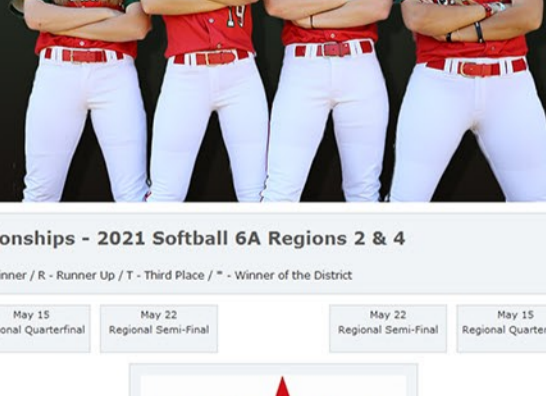 19
onships - 2021 Softball 6A Regions 2 & 4
nner / R - Runner Up / T - Third Place / * - Winner of the District
May 15
onal Quarterfinal
May 22
Regional Semi-Final
May 22
Regional Semi-Final
May 15
Regional Quarter